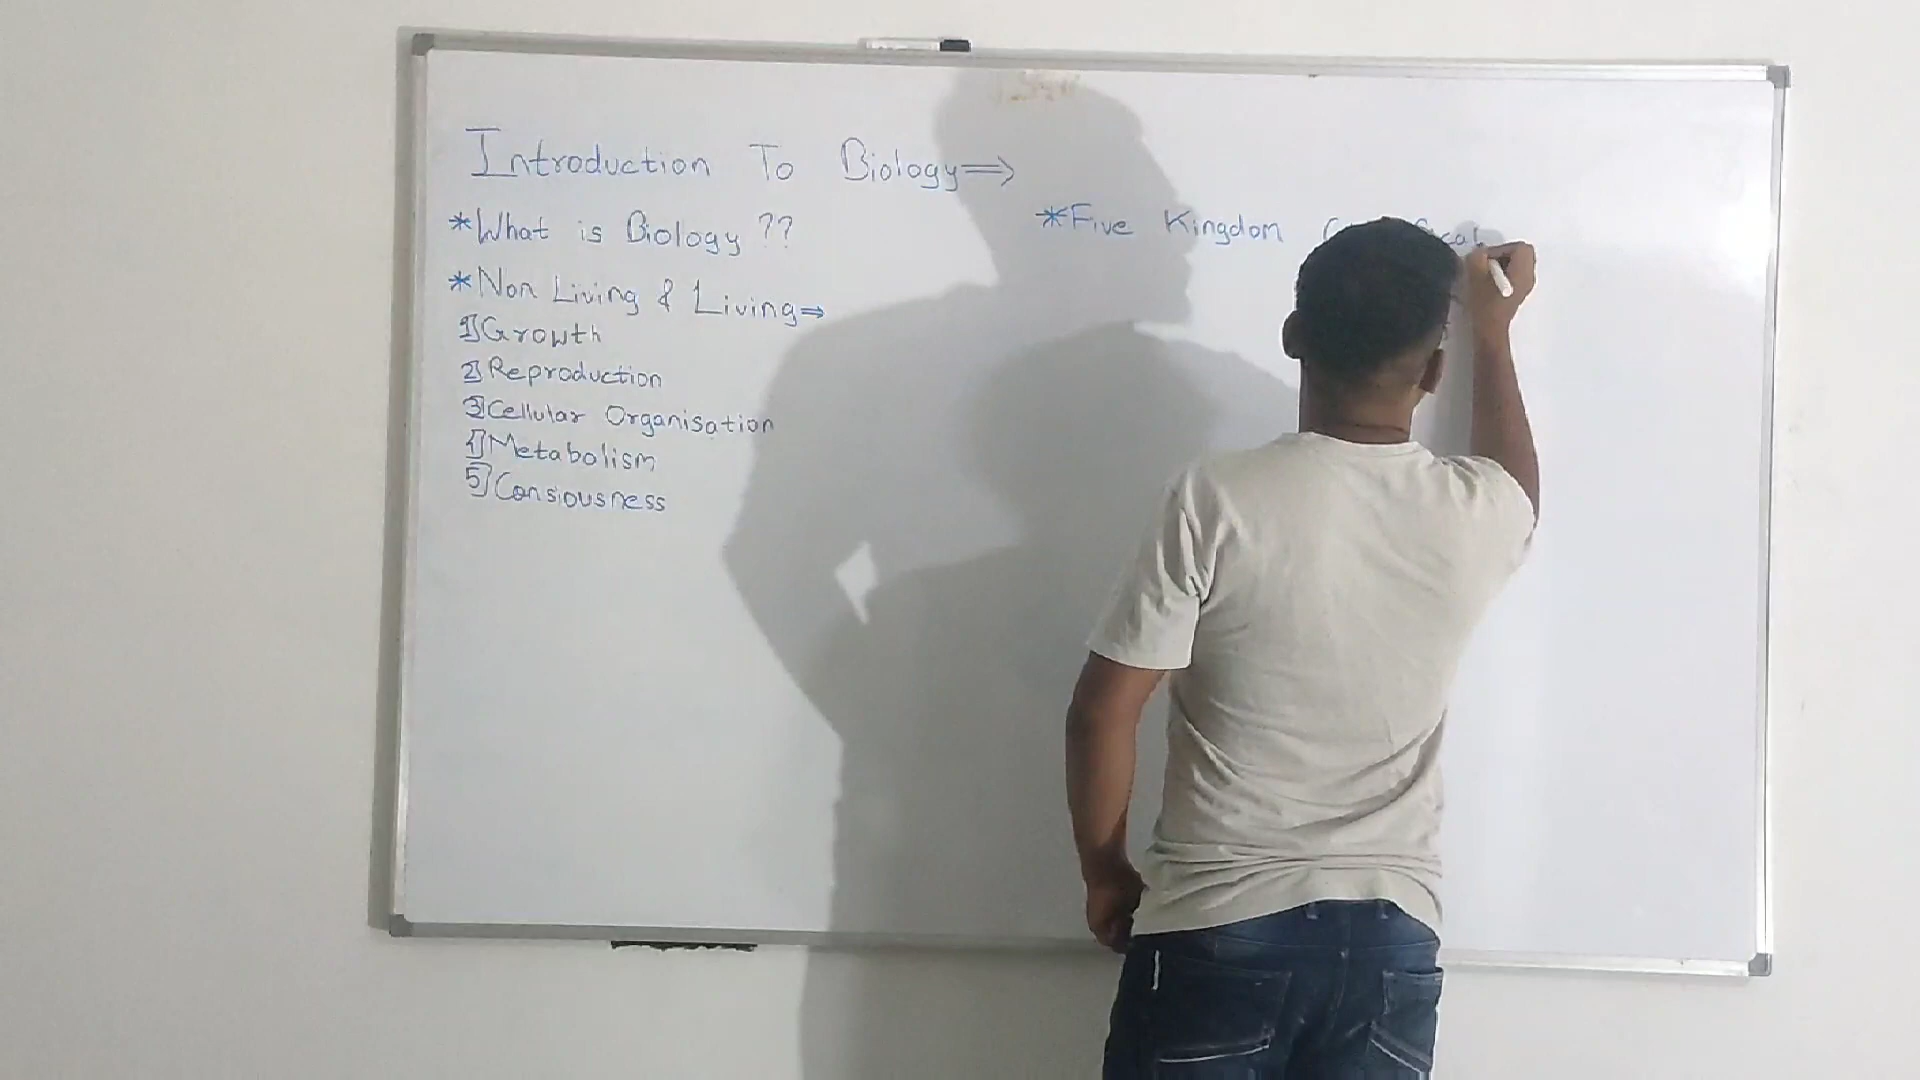 Introduction To Biology⇒
*What is Biology ??
*Non Living & Living⇒
1]Growth
2]Reproduction
3]Cellular Organisation
4]Metabolism
5]Consiousness
*Five Kingdom